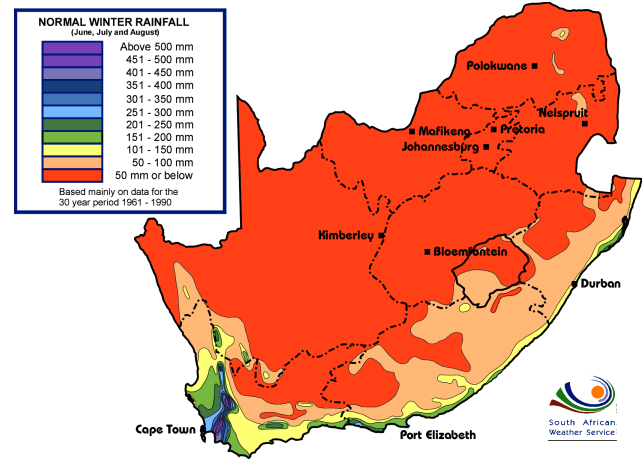 NORMAL WINTER RAINFALL
(June, July and August)
Above 500 mm
451 - 500 mm
401 - 450 mm
351 - 400 mm
301 - 350 mm
251 - 300 mm
201 - 250 mm
151 - 200 mm
101 - 150 mm
50 - 100 mm
50 mm or below
Based mainly on data for the
30 year period 1961 - 1990
Polokwane
Nelspruit
Mafikeng
Pretoria
Johannesburg
Kimberley
Bloemfontein
Durban
Cape Town
Port Elizabeth
South African
Weather Service